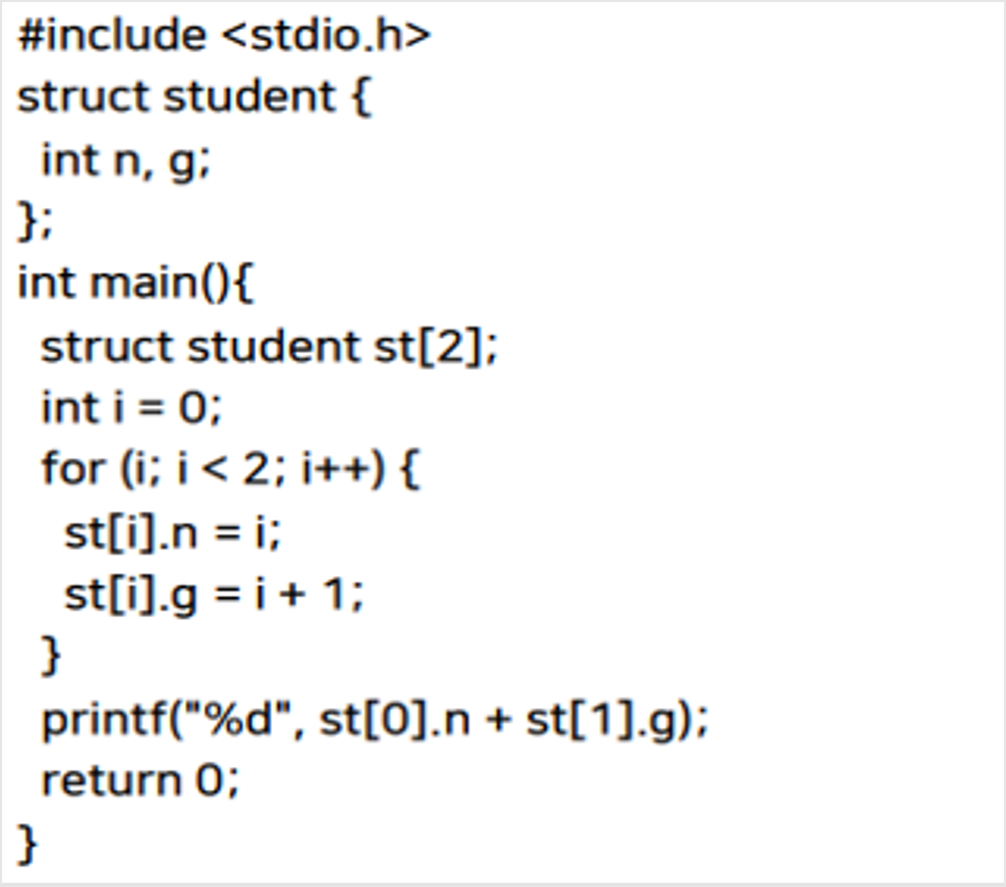 #include <stdio.h>
struct student {
  int n, g;
};
int main(){
  struct student st[2];
  int i = 0;
  for (i; i < 2; i++) {
    st[i].n = i;
    st[i].g = i + 1;
  }
  printf("%d", st[0].n + st[1].g);
  return 0;
}